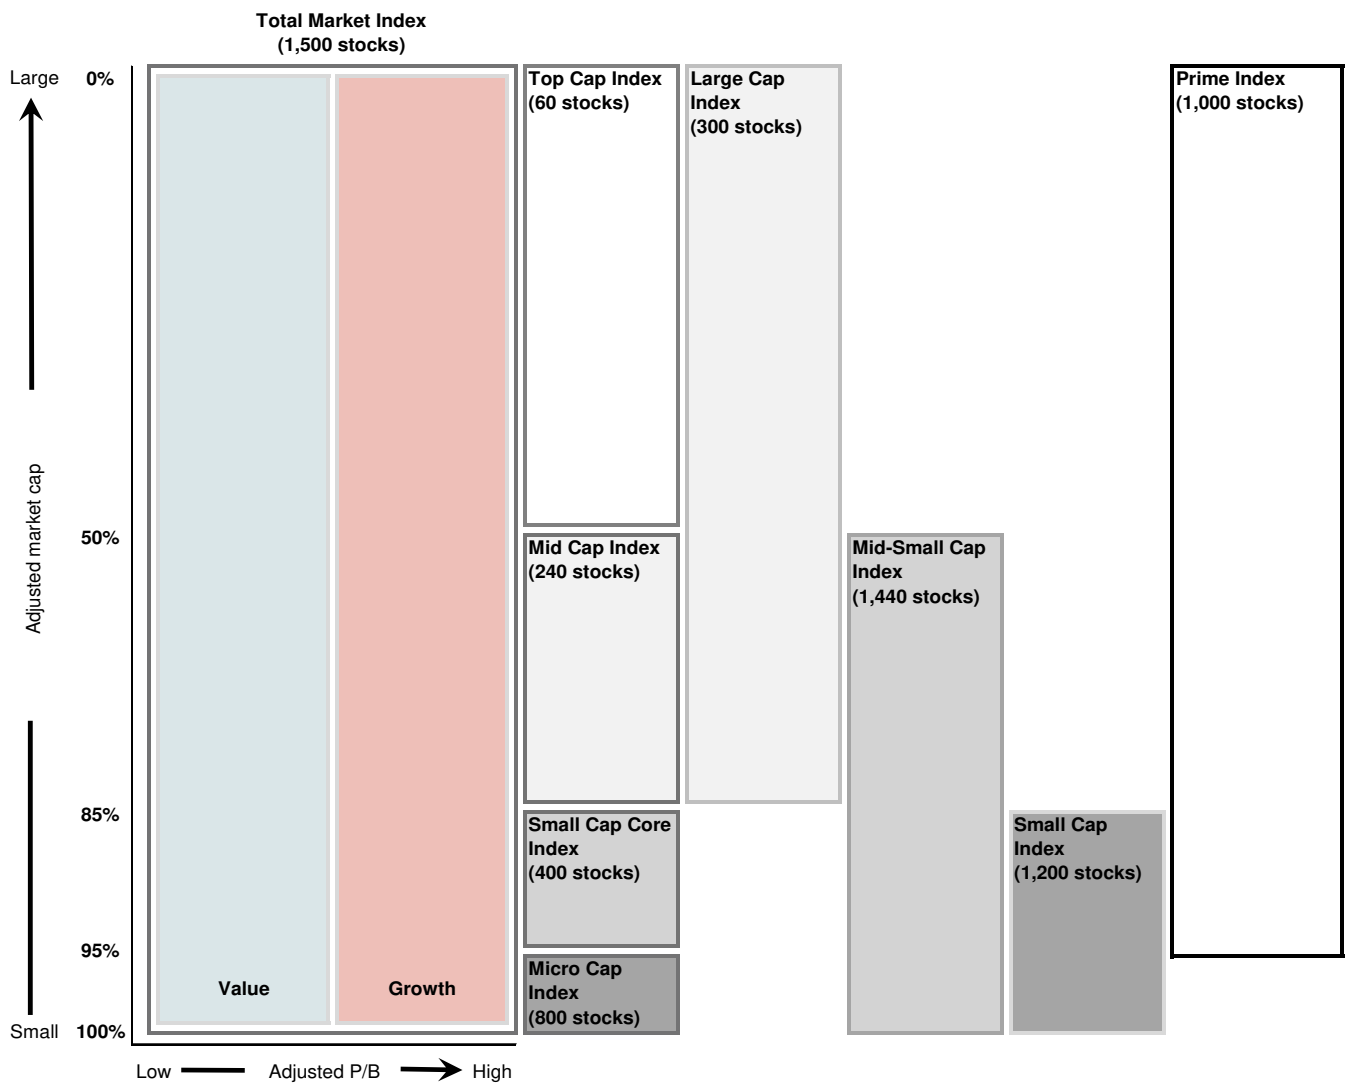 Total Market Index
(1,500 stocks)
Large
0%
Top Cap Index
(60 stocks)
Large Cap
Index
(300 stocks)
Prime Index
(1,000 stocks)
Adjusted market cap
50%
Mid Cap Index
(240 stocks)
Mid-Small Cap
Index
(1,440 stocks)
85%
Small Cap Core
Index
(400 stocks)
Small Cap
Index
(1,200 stocks)
95%
Micro Cap
Index
(800 stocks)
Value
Growth
Small
100%
Low
Adjusted P/B
High